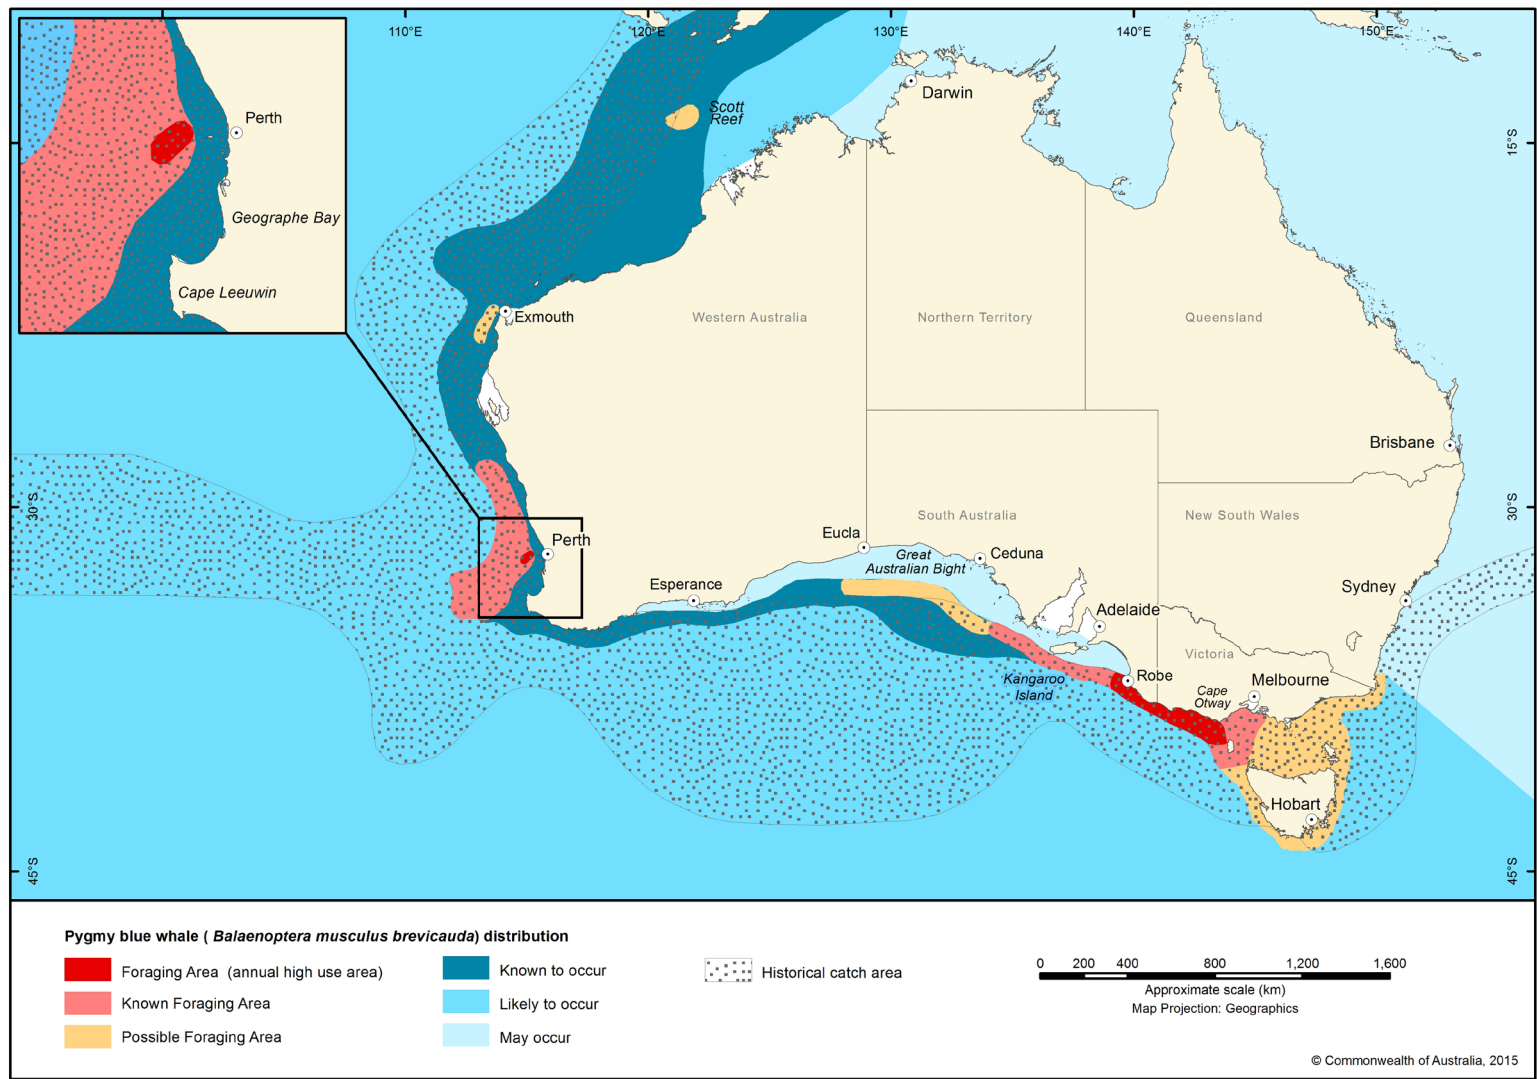 110°E
120°E
130°E
140°E
150°E
Perth
Geographe Bay
Cape Leeuwin
Scott
Reef
Darwin
15°S
Exmouth
Western Australia
Northern Territory
Queensland
Brisbane
30°S
30°S
South Australia
New South Wales
Perth
Eucla
Great
Australian Bight
Ceduna
Esperance
Sydney
Adelaide
Victoria
Kangaroo
Island
Robe
Cape
Otway
Melbourne
Hobart
45°S
45°S
Pygmy blue whale ( Balaenoptera musculus brevicauda) distribution
Foraging Area (annual high use area)
Known Foraging Area
Possible Foraging Area
Known to occur
Likely to occur
May occur
Historical catch area
0 200 400 800 1,200 1,600
Approximate scale (km)
Map Projection: Geographics
© Commonwealth of Australia, 2015